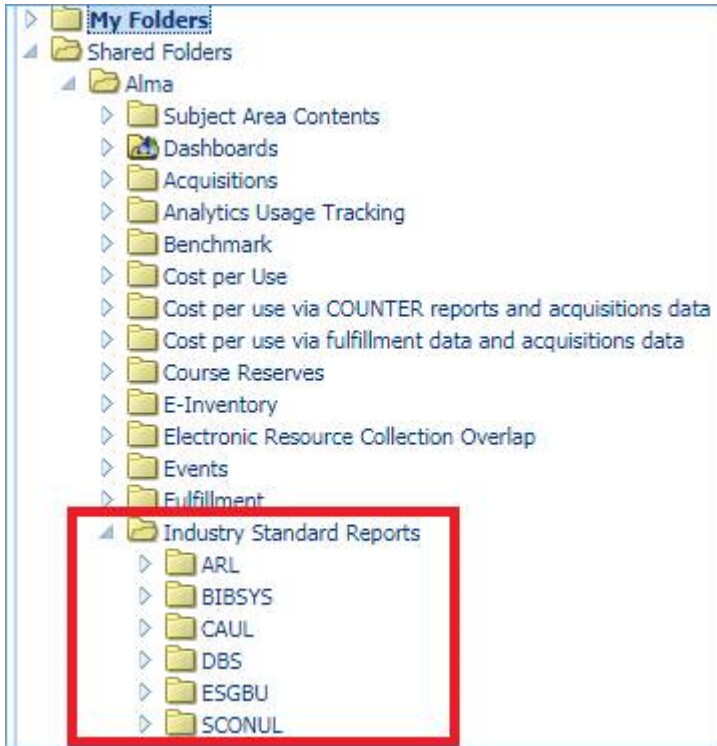 My Folders
Shared Folders
Alma
Subject Area Contents
Dashboards
Acquisitions
Analytics Usage Tracking
Benchmark
Cost per Use
Cost per use via COUNTER reports and acquisitions data
Cost per use via fulfillment data and acquisitions data
Course Reserves
E-Inventory
Electronic Resource Collection Overlap
Events
Fulfillment
Industry Standard Reports
ARL
BIBSYS
CAUL
DBS
ESGBU
SCONUL